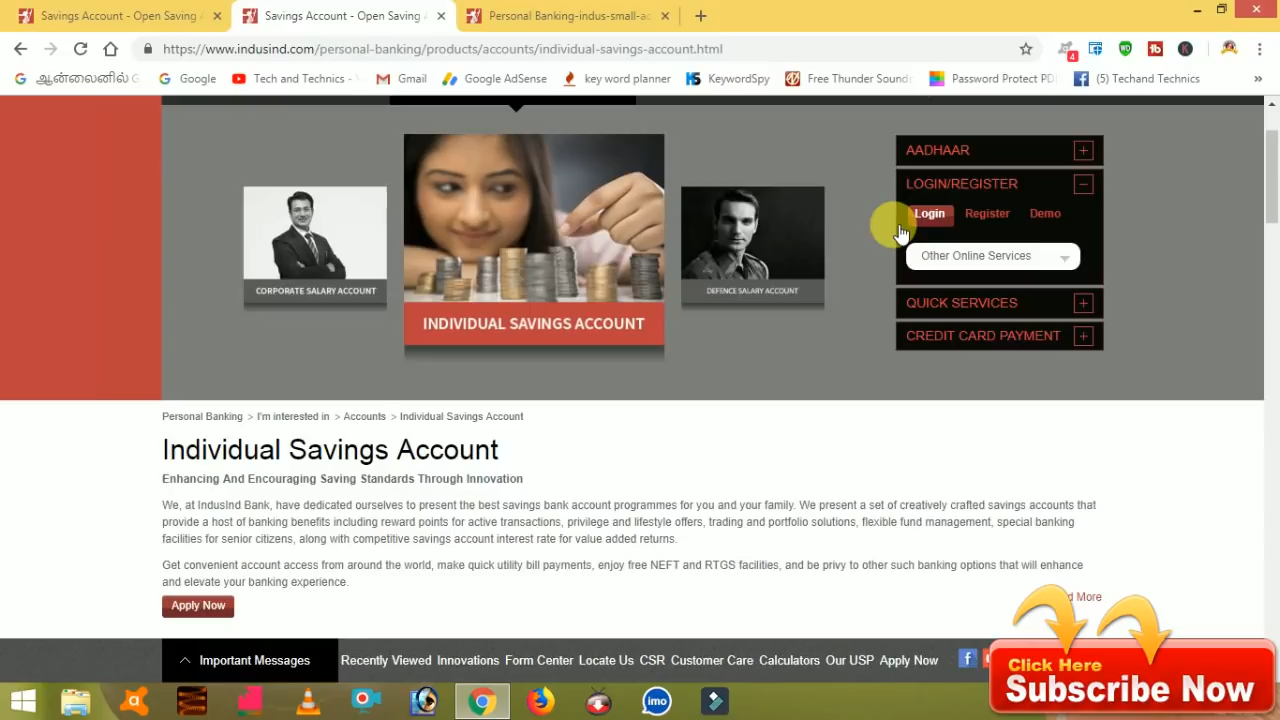 Savings Account - Open Saving A
Savings Account - Open Saving A
Personal Banking-indus-small-ac
https://www.indusind.com/personal-banking/products/accounts/individual-savings-account.html
4
ஆன்லைனில்
Google
Tech and Technics -
Gmail
Google AdSense
key word planner
KeywordSpy
Free Thunder Sound
Password Protect PD
(5) Techand Technics
»
AADHAAR
LOGIN/REGISTER
Login Register Demo
Other Online Services
QUICK SERVICES
CREDIT CARD PAYMENT
CORPORATE SALARY ACCOUNT
INDIVIDUAL SAVINGS ACCOUNT
DEFENCE SALARY ACCOUNT
Personal Banking > I'm interested in > Accounts > Individual Savings Account
Individual Savings Account
Enhancing And Encouraging Saving Standards Through Innovation
We, at IndusInd Bank, have dedicated ourselves to present the best savings bank account programmes for you and your family. We present a set of creatively crafted savings accounts that
provide a host of banking benefits including reward points for active transactions, privilege and lifestyle offers, trading and portfolio solutions, flexible fund management, special banking
facilities for senior citizens, along with competitive savings account interest rate for value added returns.
Get convenient account access from around the world, make quick utility bill payments, enjoy free NEFT and RTGS facilities, and be privy to other such banking options that will enhance
and elevate your banking experience.
More
Apply Now
Important Messages Recently Viewed Innovations Form Center Locate Us CSR Customer Care Calculators Our USP Apply Now
Click Here
Subscribe Now
imo